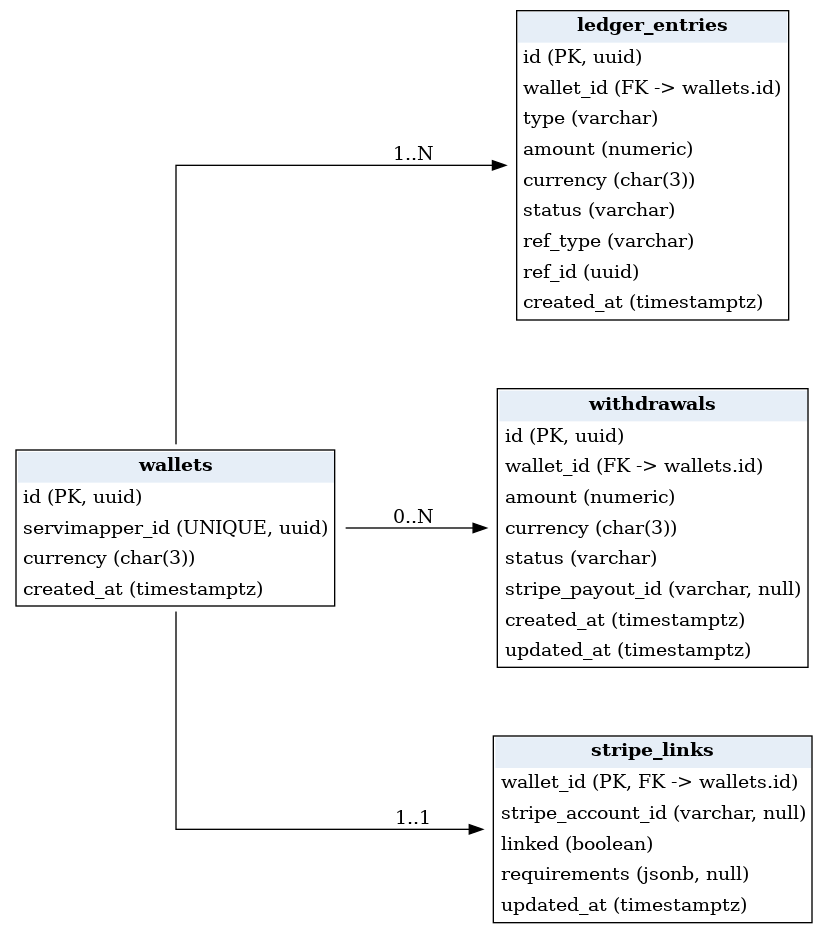 ledger_entries
id (PK, uuid)
wallet_id (FK -> wallets.id)
type (varchar)
amount (numeric)
currency (char(3))
status (varchar)
ref_type (varchar)
ref_id (uuid)
created_at (timestamptz)
1..N
withdrawals
id (PK, uuid)
wallet_id (FK -> wallets.id)
amount (numeric)
currency (char(3))
status (varchar)
stripe_payout_id (varchar, null)
created_at (timestamptz)
updated_at (timestamptz)
wallets
id (PK, uuid)
servimapper_id (UNIQUE, uuid)
currency (char(3))
created_at (timestamptz)
0..N
stripe_links
wallet_id (PK, FK -> wallets.id)
stripe_account_id (varchar, null)
linked (boolean)
requirements (jsonb, null)
updated_at (timestamptz)
1..1